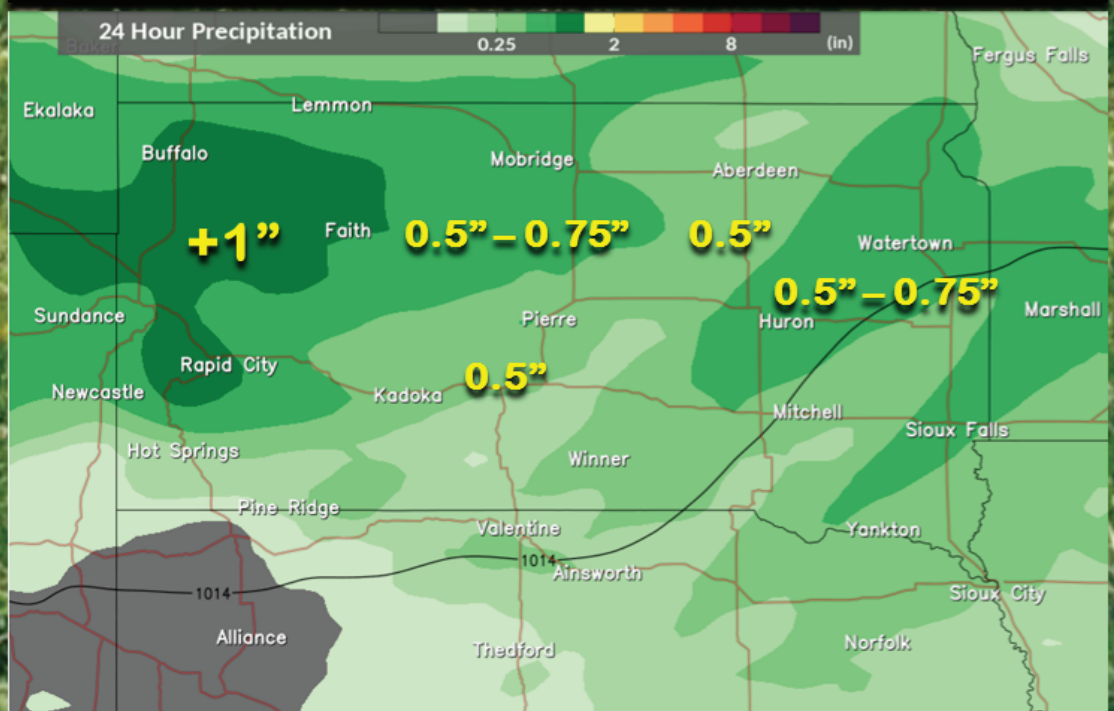 24 Hour Precipitation
0.25 2 8 (in)
Baker
Fergus Falls
Ekalaka
Lemmon
Buffalo
Mobridge
Aberdeen
+1”
Faith
0.5” – 0.75”
0.5”
Watertown
0.5” – 0.75”
Sundance
Pierre
Huron
Marshall
Rapid City
Newcastle
Kadoka
0.5”
Mitchell
Sioux Falls
Hot Springs
Winner
Pine Ridge
Valentine
Yankton
1014
Ainsworth
1014
Sioux City
Alliance
Thedford
Norfolk